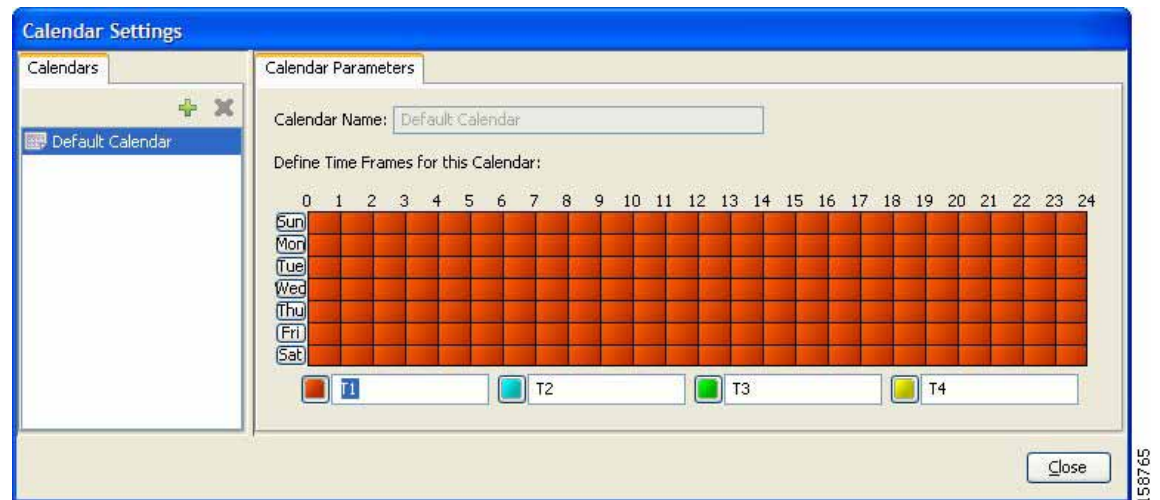 Calendar Settings
Calendars
Calendar Parameters
Calendar Name: Default Calendar
Default Calendar
Define Time Frames for this Calendar:
0 1 2 3 4 5 6 7 8 9 10 11 12 13 14 15 16 17 18 19 20 21 22 23 24
Sun
Mon
Tue
Wed
Thu
Fri
Sat
T1 T2 T3 T4
Close
158765